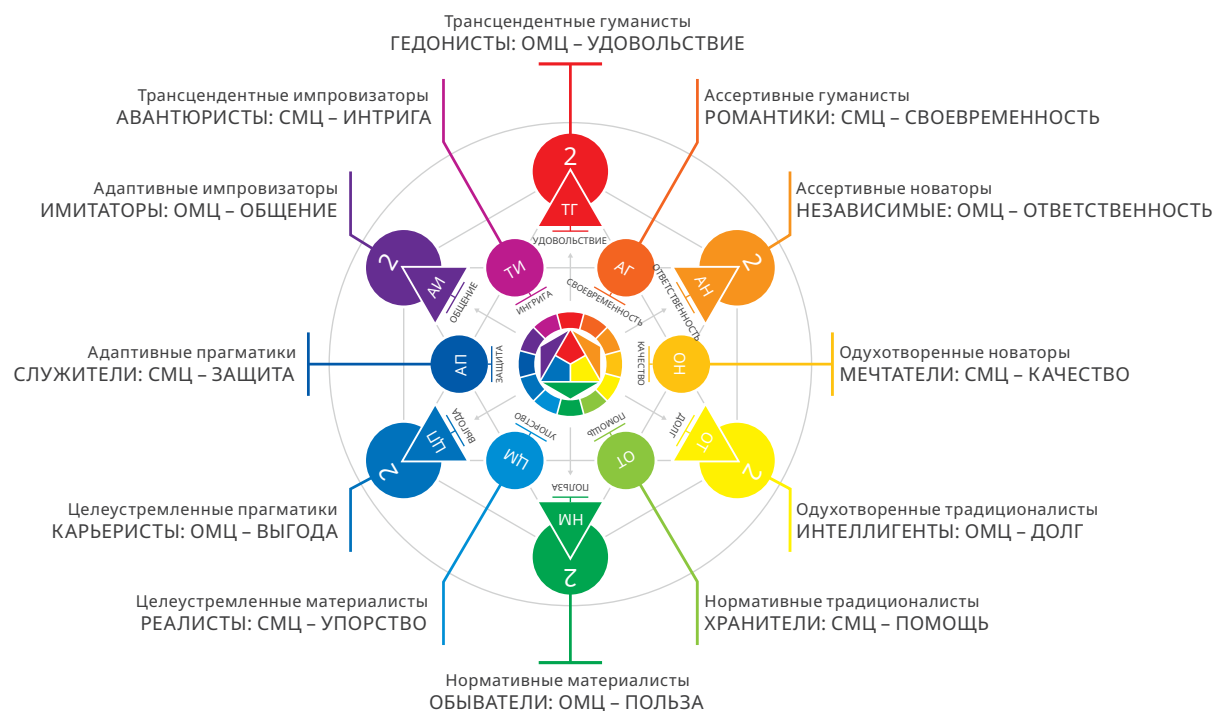 Трансцендентные гуманисты
ГЕДОНИСТЫ: ОМЦ – УДОВОЛЬСТВИЕ
Трансцендентные импровизаторы
АВАНТЮРИСТЫ: СМЦ – ИНТРИГА
Ассертивные гуманисты
РОМАНТИКИ: СМЦ – СВОЕВРЕМЕННОСТЬ
Адаптивные импровизаторы
ИМИТАТОРЫ: ОМЦ – ОБЩЕНИЕ
Ассертивные новаторы
НЕЗАВИСИМЫЕ: ОМЦ – ОТВЕТСТВЕННОСТЬ
Адаптивные прагматики
СЛУЖИТЕЛИ: СМЦ – ЗАЩИТА
Одухотворенные новаторы
МЕЧТАТЕЛИ: СМЦ – КАЧЕСТВО
Целеустремленные прагматики
КАРЬЕРИСТЫ: ОМЦ – ВЫГОДА
Одухотворенные традиционалисты
ИНТЕЛЛИГЕНТЫ: ОМЦ – ДОЛГ
Целеустремленные материалисты
РЕАЛИСТЫ: СМЦ – УПОРСТВО
Нормативные традиционалисты
ХРАНИТЕЛИ: СМЦ – ПОМОЩЬ
Нормативные материалисты
ОБЫВАТЕЛИ: ОМЦ – ПОЛЬЗА
2
ТГ
УДОВОЛЬСТВИЕ
АГ
СВОЕВРЕМЕННОСТЬ
2
АН
ОТВЕТСТВЕННОСТЬ
ОН
КАЧЕСТВО
2
ОТ
ДОЛГ
ОТ
ПОМОЩЬ
2
НМ
ПОЛЬЗА
ЦМ
УПОРСТВО
2
ЦП
ВЫГОДА
АП
ЗАЩИТА
2
АИ
ОБЩЕНИЕ
ТИ
ИНГРИГА